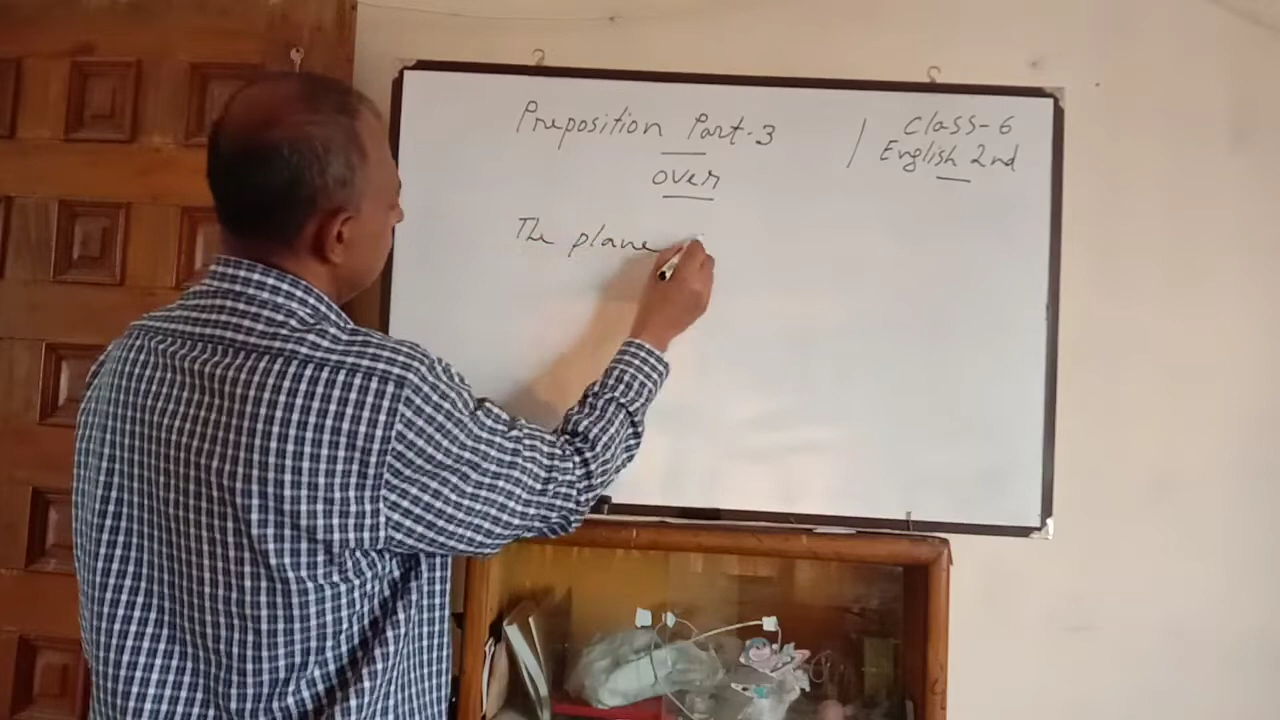 Preposition Part-3
over
The plane
Class-6
English 2nd